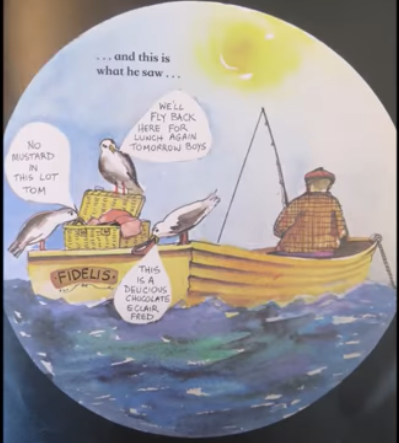 ... and this is
what he saw ...
WE'LL
FLY BACK
HERE FOR
LUNCH AGAIN
TOMORROW BOYS
NO
MUSTARD
IN
THIS LOT
TOM
FIDELIS
THIS
IS A
DELICIOUS
CHOCOLATE
ECLAIR
FRED